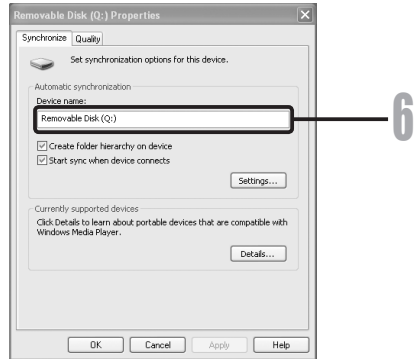 Removable Disk (Q:) Properties
Synchronize
Quality
Set synchronization options for this device.
Automatic synchronization
Device name:
Removable Disk (Q:)
6
Create folder hierarchy on device
Start sync when device connects
Settings...
Currently supported devices
Click Details to learn about portable devices that are compatible with
Windows Media Player.
Details...
OK
Cancel
Apply
Help